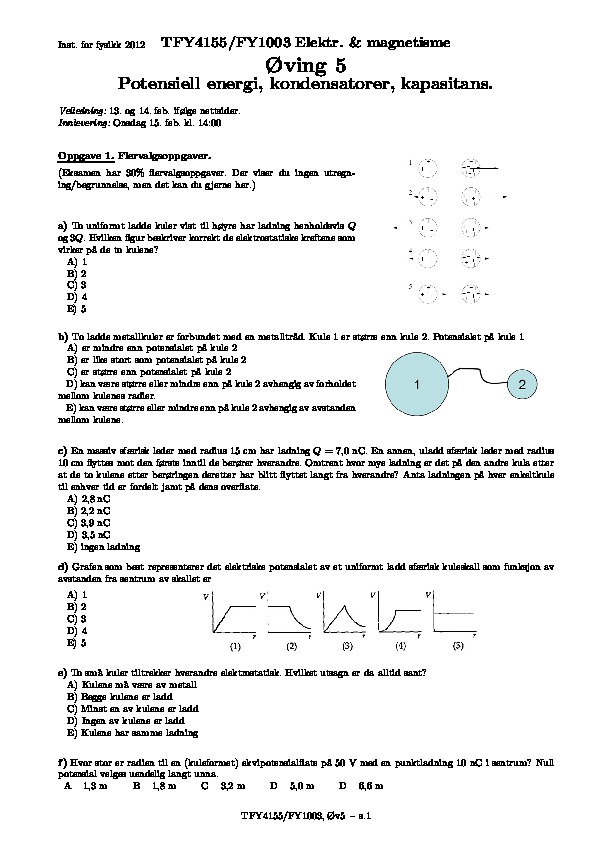 Inst. for fysikk 2012 TFY4155/FY1003 Elektr. & magnetisme
Øving 5
Potensiell energi, kondensatorer, kapasitans.
Veiledning: 13. og 14. feb. ifølge nettsider.
Innlevering: Onsdag 15. feb. kl. 14:00
Oppgave 1. Flervalgsoppgaver.
(Eksamen har 30% flervalgsoppgaver. Der viser du ingen utregn-
ing/begrunnelse, men det kan du gjerne her.)
a) To uniformt ladde kuler vist til høyre har ladning henholdsvis Q
og 3Q. Hvilken figur beskriver korrekt de elektrostatiske kreftene som
virker på de to kulene?
A) 1
B) 2
C) 3
D) 4
E) 5
1
2
3
4
5
b) To ladde metallkuler er forbundet med en metalltråd. Kule 1 er større enn kule 2. Potensialet på kule 1
A) er mindre enn potensialet på kule 2
B) er like stort som potensialet på kule 2
C) er større enn potensialet på kule 2
D) kan være større eller mindre enn på kule 2 avhengig av forholdet
mellom kulenes radier.
E) kan være større eller mindre enn på kule 2 avhengig av avstanden
mellom kulene.
1 2
c) En massiv sfærisk leder med radius 15 cm har ladning Q = 7,0 nC. En annen, uladd sfærisk leder med radius
10 cm flyttes mot den første inntil de berører hverandre. Omtrent hvor mye ladning er det på den andre kula etter
at de to kulene etter berøringen deretter har blitt flyttet langt fra hverandre? Anta ladningen på hver enkeltkule
til enhver tid er fordelt jamt på dens overflate.
A) 2,8 nC
B) 2,2 nC
C) 3,9 nC
D) 3,5 nC
E) ingen ladning
d) Grafen som best representerer det elektriske potensialet av et uniformt ladd sfærisk kuleskall som funksjon av
avstanden fra sentrum av skallet er
A) 1
B) 2
C) 3
D) 4
E) 5
V V V V V
r r r r r
(1) (2) (3) (4) (5)
e) To små kuler tiltrekker hverandre elektrostatisk. Hvilket utsagn er da alltid sant?
A) Kulene må være av metall
B) Begge kulene er ladd
C) Minst en av kulene er ladd
D) Ingen av kulene er ladd
E) Kulene har samme ladning
f) Hvor stor er radien til en (kuleformet) ekvipotensialflate på 50 V med en punktladning 10 nC i sentrum? Null
potensial velges uendelig langt unna.
A 1,3 m B 1,8 m C 3,2 m D 5,0 m D 6,6 m
TFY4155/FY1003, Øv5 – s.1